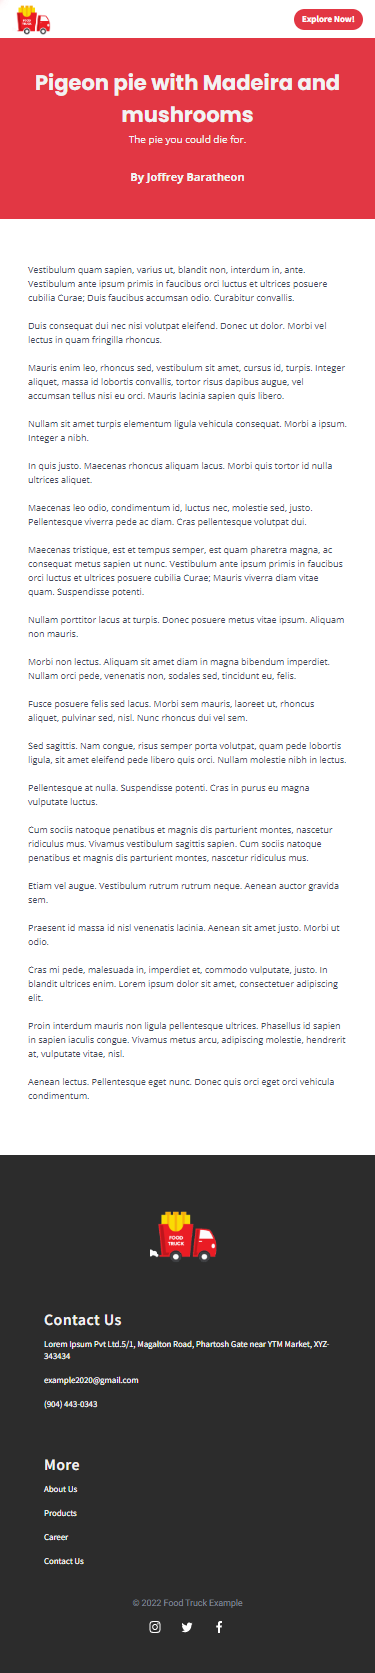 FOOD
TRUCK
Explore Now!
Pigeon pie with Madeira and
mushrooms
The pie you could die for.
By Joffrey Baratheon
Vestibulum quam sapien, varius ut, blandit non, interdum in, ante.
Vestibulum ante ipsum primis in faucibus orci luctus et ultrices posuere
cubilia Curae; Duis faucibus accumsan odio. Curabitur convallis.
Duis consequat dui nec nisi volutpat eleifend. Donec ut dolor. Morbi vel
lectus in quam fringilla rhoncus.
Mauris enim leo, rhoncus sed, vestibulum sit amet, cursus id, turpis. Integer
aliquet, massa id lobortis convallis, tortor risus dapibus augue, vel
accumsan tellus nisi eu orci. Mauris lacinia sapien quis libero.
Nullam sit amet turpis elementum ligula vehicula consequat. Morbi a ipsum.
Integer a nibh.
In quis justo. Maecenas rhoncus aliquam lacus. Morbi quis tortor id nulla
ultrices aliquet.
Maecenas leo odio, condimentum id, luctus nec, molestie sed, justo.
Pellentesque viverra pede ac diam. Cras pellentesque volutpat dui.
Maecenas tristique, est et tempus semper, est quam pharetra magna, ac
consequat metus sapien ut nunc. Vestibulum ante ipsum primis in faucibus
orci luctus et ultrices posuere cubilia Curae; Mauris viverra diam vitae
quam. Suspendisse potenti.
Nullam porttitor lacus at turpis. Donec posuere metus vitae ipsum. Aliquam
non mauris.
Morbi non lectus. Aliquam sit amet diam in magna bibendum imperdiet.
Nullam orci pede, venenatis non, sodales sed, tincidunt eu, felis.
Fusce posuere felis sed lacus. Morbi sem mauris, laoreet ut, rhoncus
aliquet, pulvinar sed, nisl. Nunc rhoncus dui vel sem.
Sed sagittis. Nam congue, risus semper porta volutpat, quam pede lobortis
ligula, sit amet eleifend pede libero quis orci. Nullam molestie nibh in lectus.
Pellentesque at nulla. Suspendisse potenti. Cras in purus eu magna
vulputate luctus.
Cum sociis natoque penatibus et magnis dis parturient montes, nascetur
ridiculus mus. Vivamus vestibulum sagittis sapien. Cum sociis natoque
penatibus et magnis dis parturient montes, nascetur ridiculus mus.
Etiam vel augue. Vestibulum rutrum rutrum neque. Aenean auctor gravida
sem.
Praesent id massa id nisl venenatis lacinia. Aenean sit amet justo. Morbi ut
odio.
Cras mi pede, malesuada in, imperdiet et, commodo vulputate, justo. In
blandit ultrices enim. Lorem ipsum dolor sit amet, consectetuer adipiscing
elit.
Proin interdum mauris non ligula pellentesque ultrices. Phasellus id sapien
in sapien iaculis congue. Vivamus metus arcu, adipiscing molestie, hendrerit
at, vulputate vitae, nisl.
Aenean lectus. Pellentesque eget nunc. Donec quis orci eget orci vehicula
condimentum.
FOOD
TRUCK
Contact Us
Lorem Ipsum Pvt Ltd.5/1, Magalton Road, Phartosh Gate near YTM Market, XYZ-
343434
example2020@gmail.com
(904) 443-0343
More
About Us
Products
Career
Contact Us
© 2022 Food Truck Example